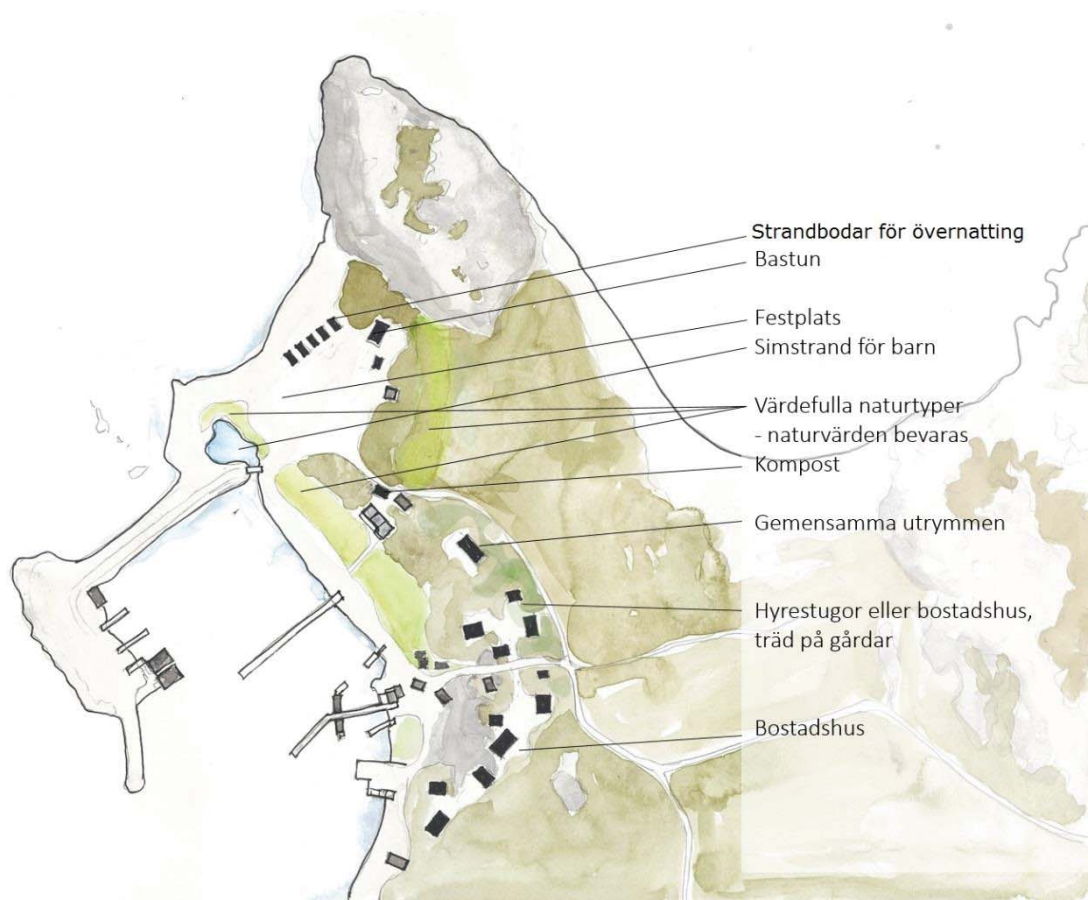 Strandbodar för övernatting
Bastun
Festplats
Simstrand för barn
Värdefulla naturtyper
- naturvärden bevaras
Kompost
Gemensamma utrymmen
Hyrestugor eller bostadshus,
träd på gårdar
Bostadshus